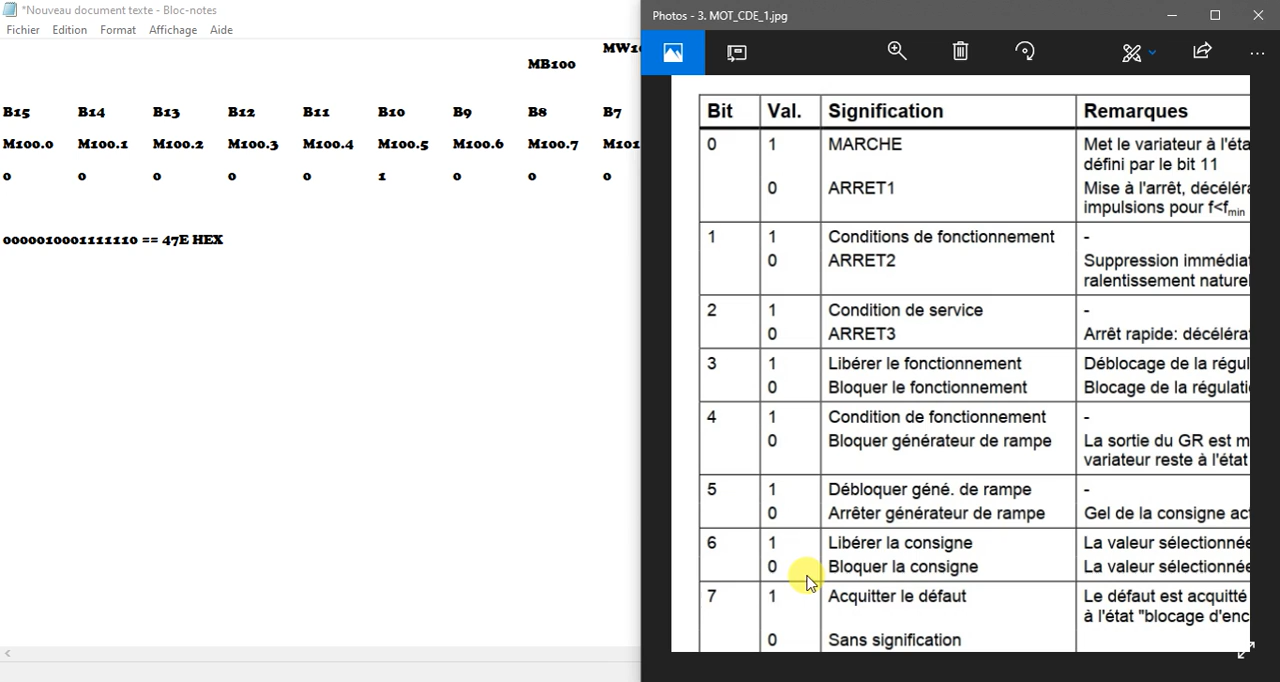 *Nouveau document texte - Bloc-notes
Fichier Edition Format Affichage Aide
MB100
B15 B14 B13 B12 B11 B10 B9 B8 B7
M100.0 M100.1 M100.2 M100.3 M100.4 M100.5 M100.6 M100.7 M101
0 0 0 0 0 1 0 0 0
0000010001111110 == 47E HEX
Photos - 3. MOT_CDE_1.jpg
Bit Val. Signification Remarques
0 1 MARCHE Met le variateur à l'éta
défini par le bit 11
0 ARRET1 Mise à l'arrêt, décéléra
impulsions pour f<fmin
1 1 Conditions de fonctionnement -
0 ARRET2 Suppression immédiat
ralentissement naturel
2 1 Condition de service -
0 ARRET3 Arrêt rapide: décélérat
3 1 Libérer le fonctionnement Déblocage de la régul
0 Bloquer le fonctionnement Blocage de la régulati
4 1 Condition de fonctionnement -
0 Bloquer générateur de rampe La sortie du GR est m
variateur reste à l'état
5 1 Débloquer géné. de rampe -
0 Arrêter générateur de rampe Gel de la consigne act
6 1 Libérer la consigne La valeur sélectionnée
0 Bloquer la consigne La valeur sélectionnée
7 1 Acquitter le défaut Le défaut est acquitté
à l'état "blocage d'enc
0 Sans signification